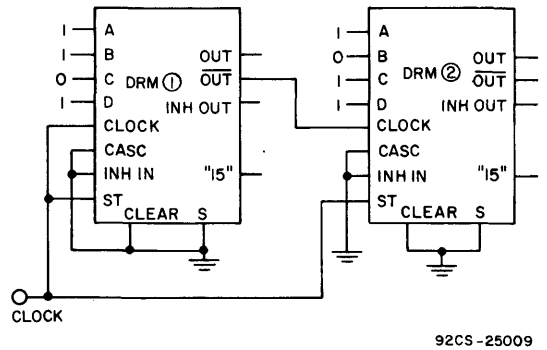 1 A
1 B OUT
0 C DRM ① OUT
1 D INH OUT
CLOCK
CASC
INH IN "15"
ST
CLEAR S
1 A
0 B OUT
1 C DRM ② OUT
1 D INH OUT
CLOCK
CASC
INH IN "15"
ST
CLEAR S
CLOCK
92CS-25009